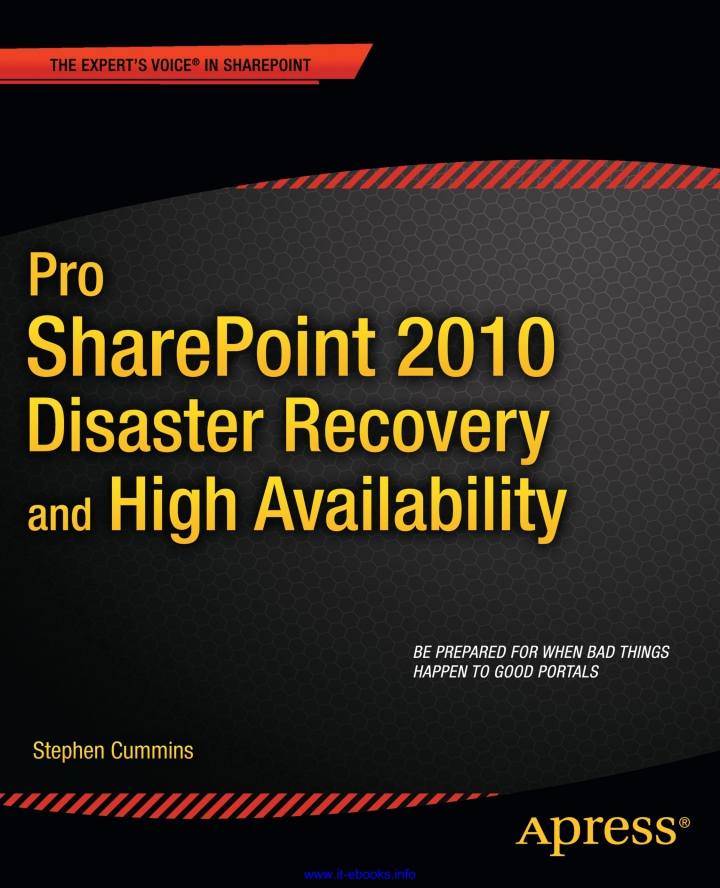 THE EXPERT'S VOICE® IN SHAREPOINT
Pro
SharePoint 2010
Disaster Recovery
and High Availability
BE PREPARED FOR WHEN BAD THINGS
HAPPEN TO GOOD PORTALS
Stephen Cummins
Apress®
www.it-ebooks.info